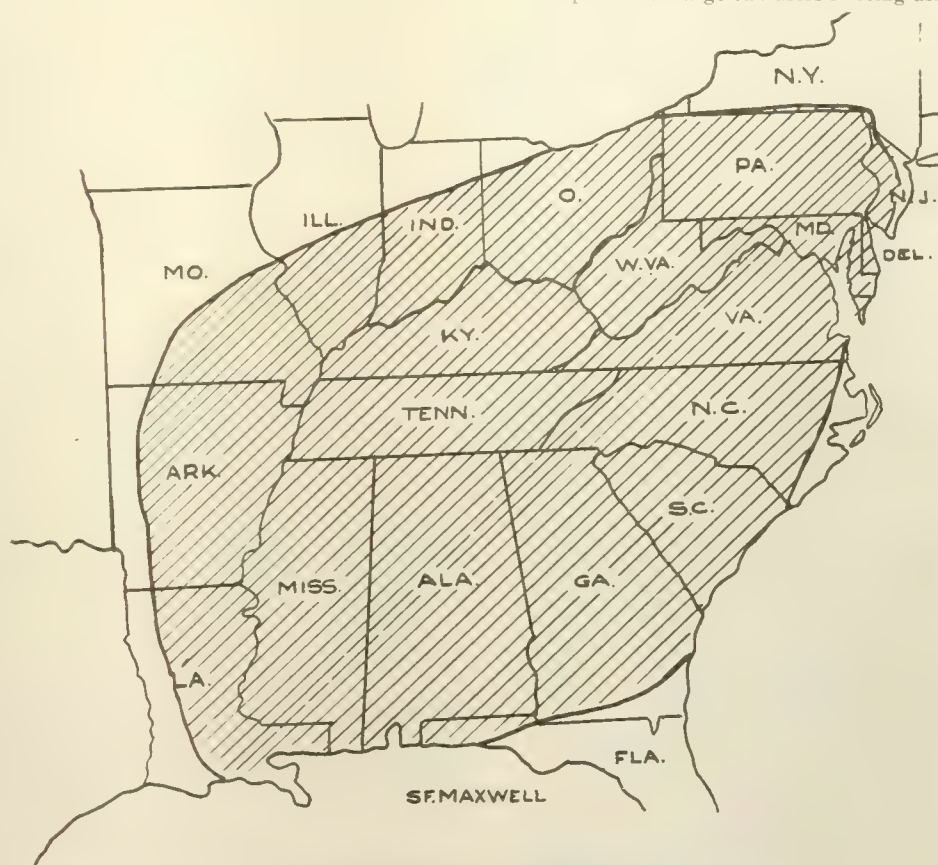 N.Y.
PA.
N.J.
O.
ILL.
IND.
MD.
DEL.
MO.
W.VA.
VA.
KY.
TENN.
N.C.
ARK.
S.C.
MISS.
ALA.
GA.
LA.
FLA.
S.F. MAXWELL